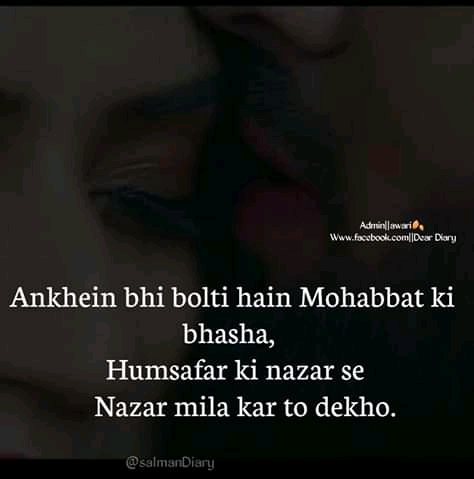 Admin||awari🍂
Www.facebook.com||Dear Diary
Ankhein bhi bolti hain Mohabbat ki
bhasha,
Humsafar ki nazar se
Nazar mila kar to dekho.
@salmanDiary